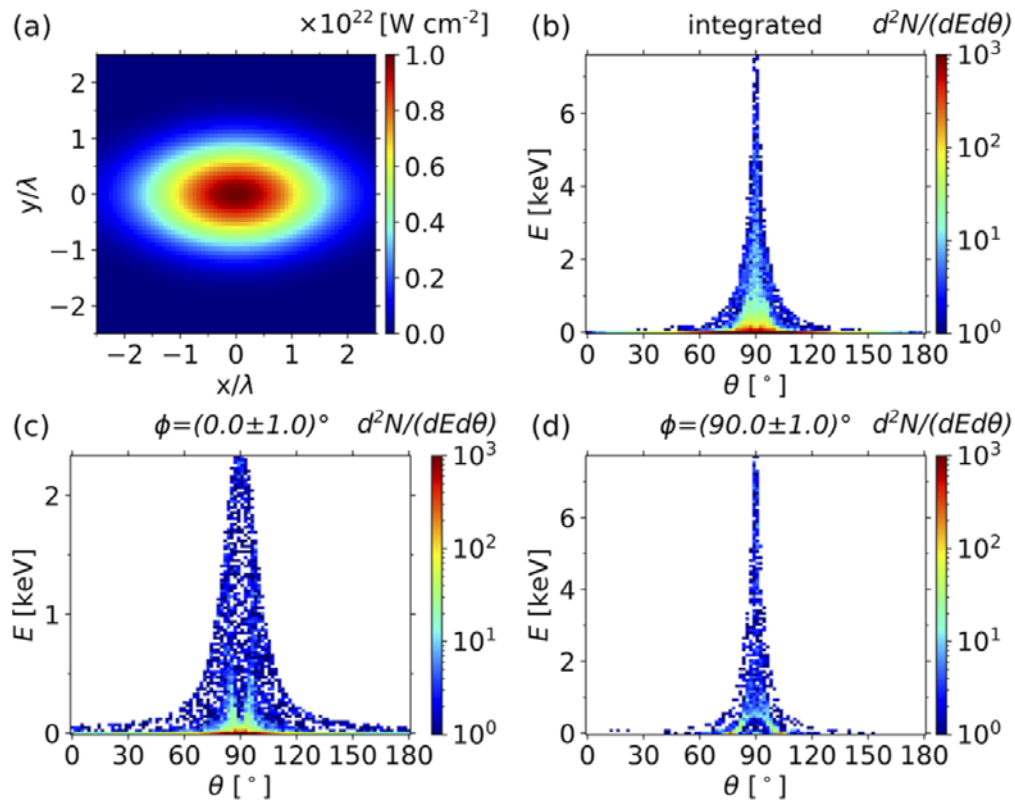 (a) ×10²² [W cm⁻²]
1.0
0.8
0.6
0.4
0.2
0.0
2
1
0
−1
−2
y/λ
−2 −1 0 1 2
x/λ
(b) integrated d²N/(dEdθ)
10³
10²
10¹
10⁰
6
4
2
0
E [keV]
0 30 60 90 120 150 180
θ [°]
(c) ϕ=(0.0±1.0)° d²N/(dEdθ)
10³
10²
10¹
10⁰
2
1
0
E [keV]
0 30 60 90 120 150 180
θ [°]
(d) ϕ=(90.0±1.0)° d²N/(dEdθ)
10³
10²
10¹
10⁰
6
4
2
0
E [keV]
0 30 60 90 120 150 180
θ [°]